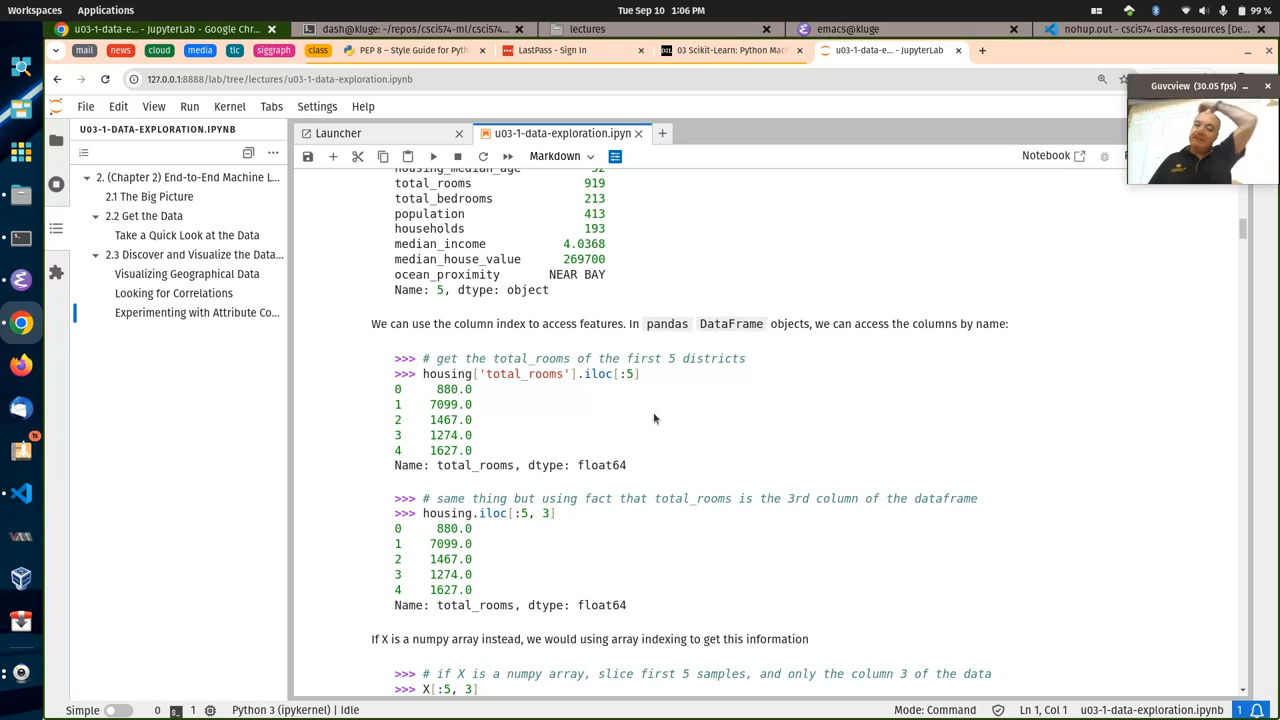 Workspaces Applications Tue Sep 10 1:06 PM 99 %
u03-1-data-e... - JupyterLab - Google Chr... dash@kluge: ~/repos/csci574-ml/csci574-... lectures emacs@kluge nohup.out - csci574-class-resources [De...
mail news cloud media tlc siggraph class PEP 8 – Style Guide for Pyth LastPass - Sign In 03 Scikit-Learn: Python Mac u03-1-data-e... - JupyterLab
127.0.0.1:8888/lab/tree/lectures/u03-1-data-exploration.ipynb
Guvcview (30.05 fps)
File Edit View Run Kernel Tabs Settings Help
U03-1-DATA-EXPLORATION.IPYNB
Launcher
u03-1-data-exploration.ipyn
Markdown
Notebook
2. (Chapter 2) End-to-End Machine L...
2.1 The Big Picture
2.2 Get the Data
Take a Quick Look at the Data
2.3 Discover and Visualize the Data...
Visualizing Geographical Data
Looking for Correlations
Experimenting with Attribute Co...
housing_median_age 52
total_rooms 919
total_bedrooms 213
population 413
households 193
median_income 4.0368
median_house_value 269700
ocean_proximity NEAR BAY
Name: 5, dtype: object
We can use the column index to access features. In pandas DataFrame objects, we can access the columns by name:
>>> # get the total_rooms of the first 5 districts
>>> housing['total_rooms'].iloc[:5]
0 880.0
1 7099.0
2 1467.0
3 1274.0
4 1627.0
Name: total_rooms, dtype: float64
>>> # same thing but using fact that total_rooms is the 3rd column of the dataframe
>>> housing.iloc[:5, 3]
0 880.0
1 7099.0
2 1467.0
3 1274.0
4 1627.0
Name: total_rooms, dtype: float64
If X is a numpy array instead, we would using array indexing to get this information
>>> # if X is a numpy array, slice first 5 samples, and only the column 3 of the data
>>> X[:5, 3]
Simple 0 1 Python 3 (ipykernel) | Idle Mode: Command Ln 1, Col 1 u03-1-data-exploration.ipynb 1